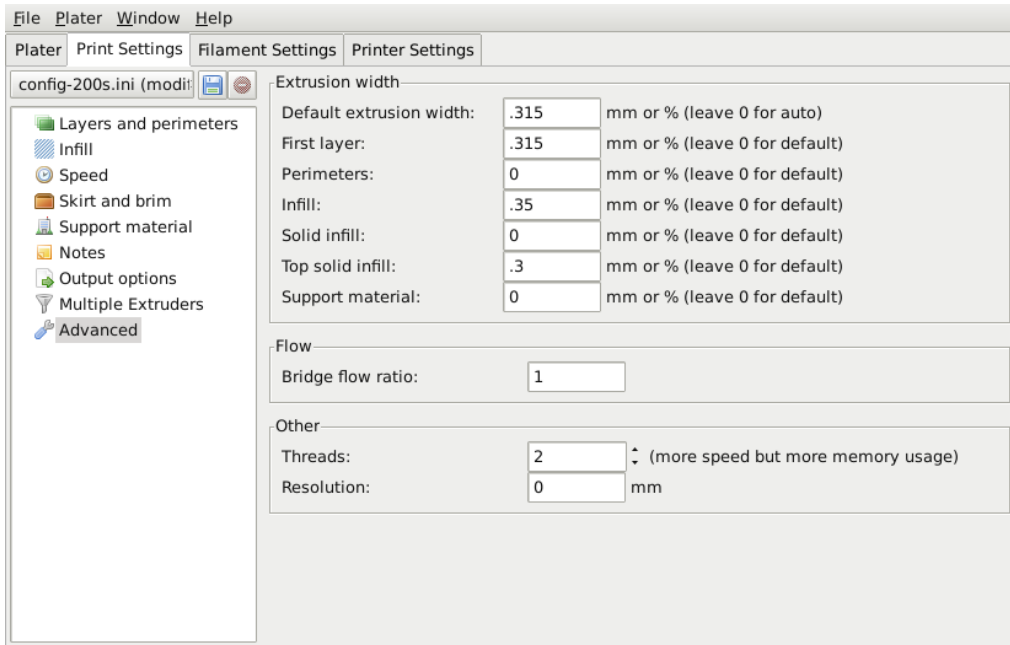 File Plater Window Help
Plater Print Settings Filament Settings Printer Settings
config-200s.ini (modif
Layers and perimeters
Infill
Speed
Skirt and brim
Support material
Notes
Output options
Multiple Extruders
Advanced
Extrusion width
Default extrusion width: .315 mm or % (leave 0 for auto)
First layer: .315 mm or % (leave 0 for default)
Perimeters: 0 mm or % (leave 0 for default)
Infill: .35 mm or % (leave 0 for default)
Solid infill: 0 mm or % (leave 0 for default)
Top solid infill: .3 mm or % (leave 0 for default)
Support material: 0 mm or % (leave 0 for default)
Flow
Bridge flow ratio: 1
Other
Threads: 2 (more speed but more memory usage)
Resolution: 0 mm